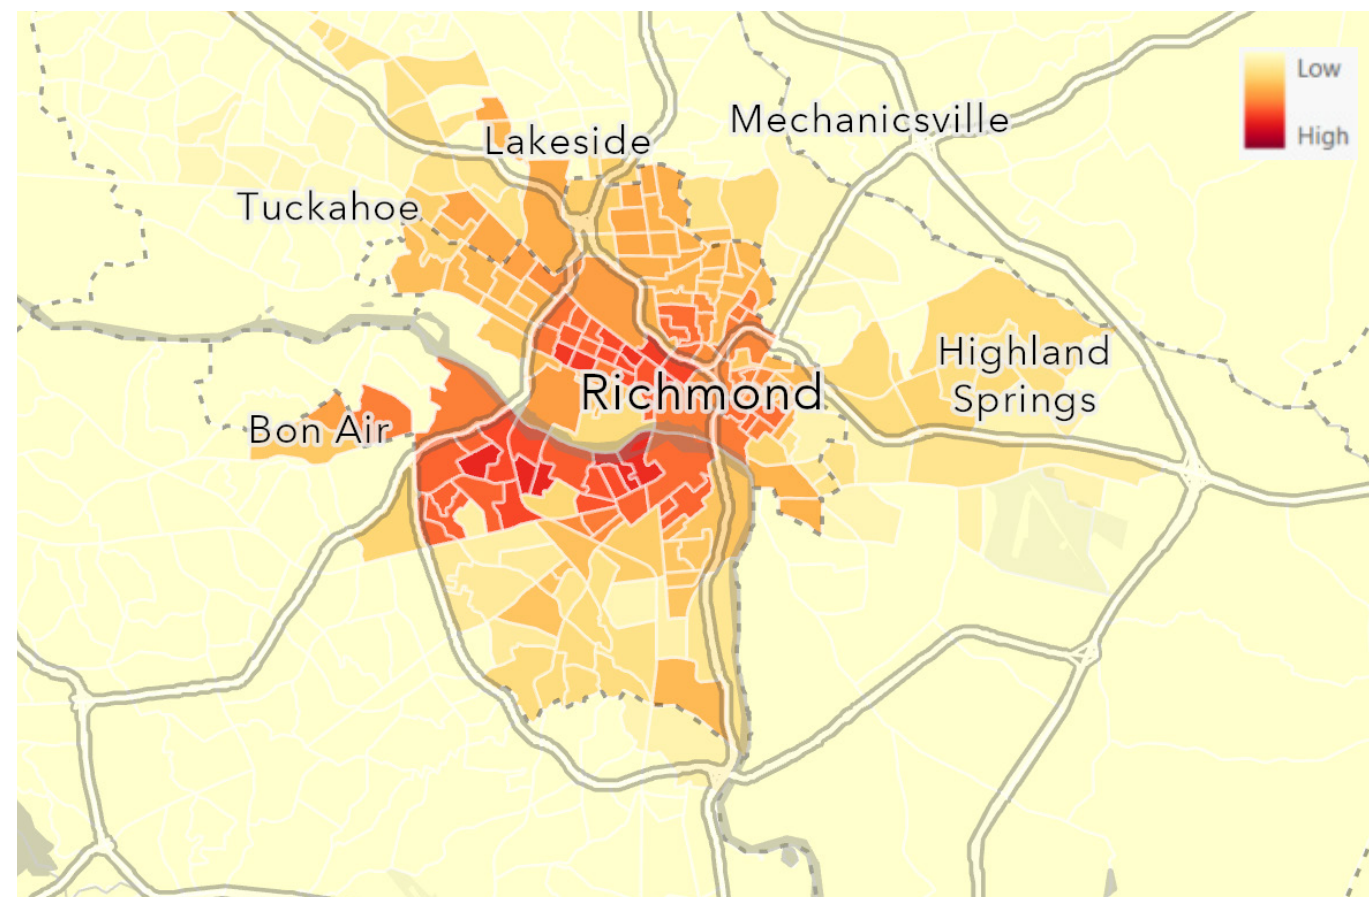 Low
Mechanicsville
High
Lakeside
Tuckahoe
Highland
Springs
Richmond
Bon Air